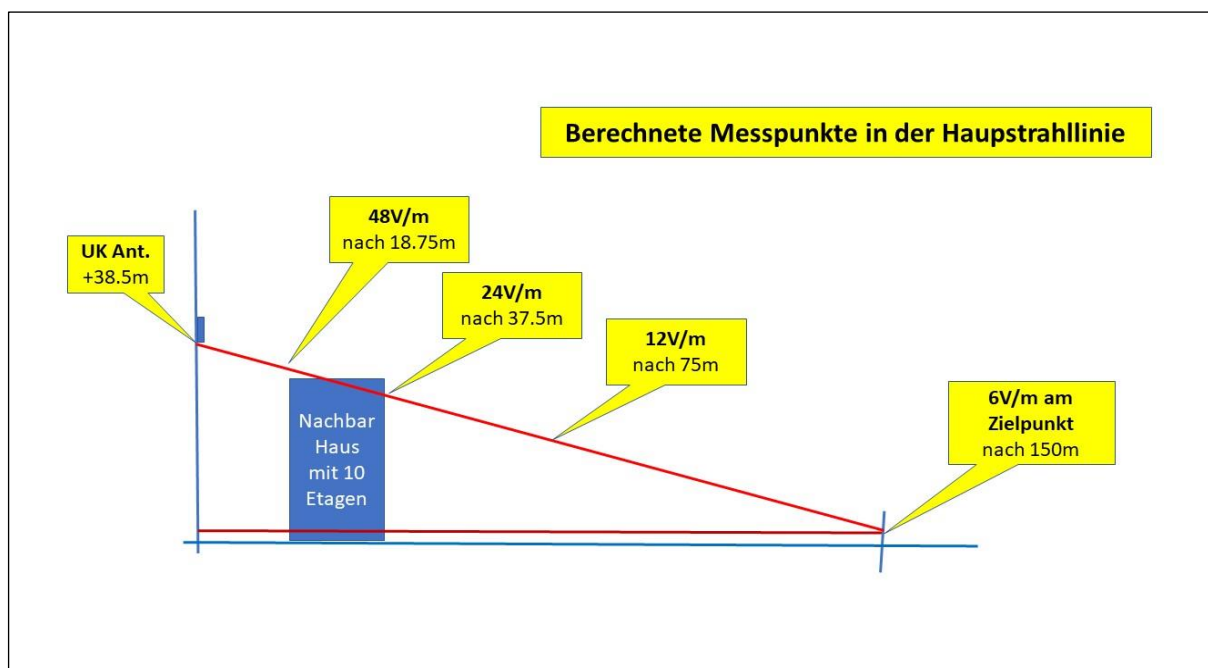 Berechnete Messpunkte in der Haupstrahllinie
48V/m
nach 18.75m
UK Ant.
+38.5m
24V/m
nach 37.5m
12V/m
nach 75m
6V/m am
Zielpunkt
nach 150m
Nachbar
Haus
mit 10
Etagen